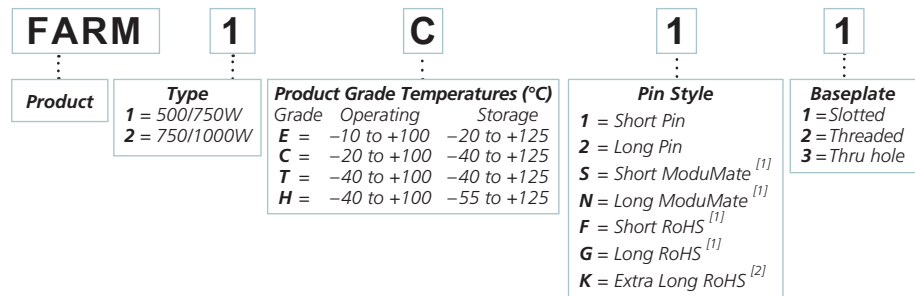 FARM 1 C 1 1
Product
Type
1 = 500/750W
2 = 750/1000W
Product Grade Temperatures (°C)
Grade Operating Storage
E = –10 to +100 –20 to +125
C = –20 to +100 –40 to +125
T = –40 to +100 –40 to +125
H = –40 to +100 –55 to +125
Pin Style
1 = Short Pin
2 = Long Pin
S = Short ModuMate [1]
N = Long ModuMate [1]
F = Short RoHS [1]
G = Long RoHS [1]
K = Extra Long RoHS [2]
Baseplate
1 = Slotted
2 = Threaded
3 = Thru hole